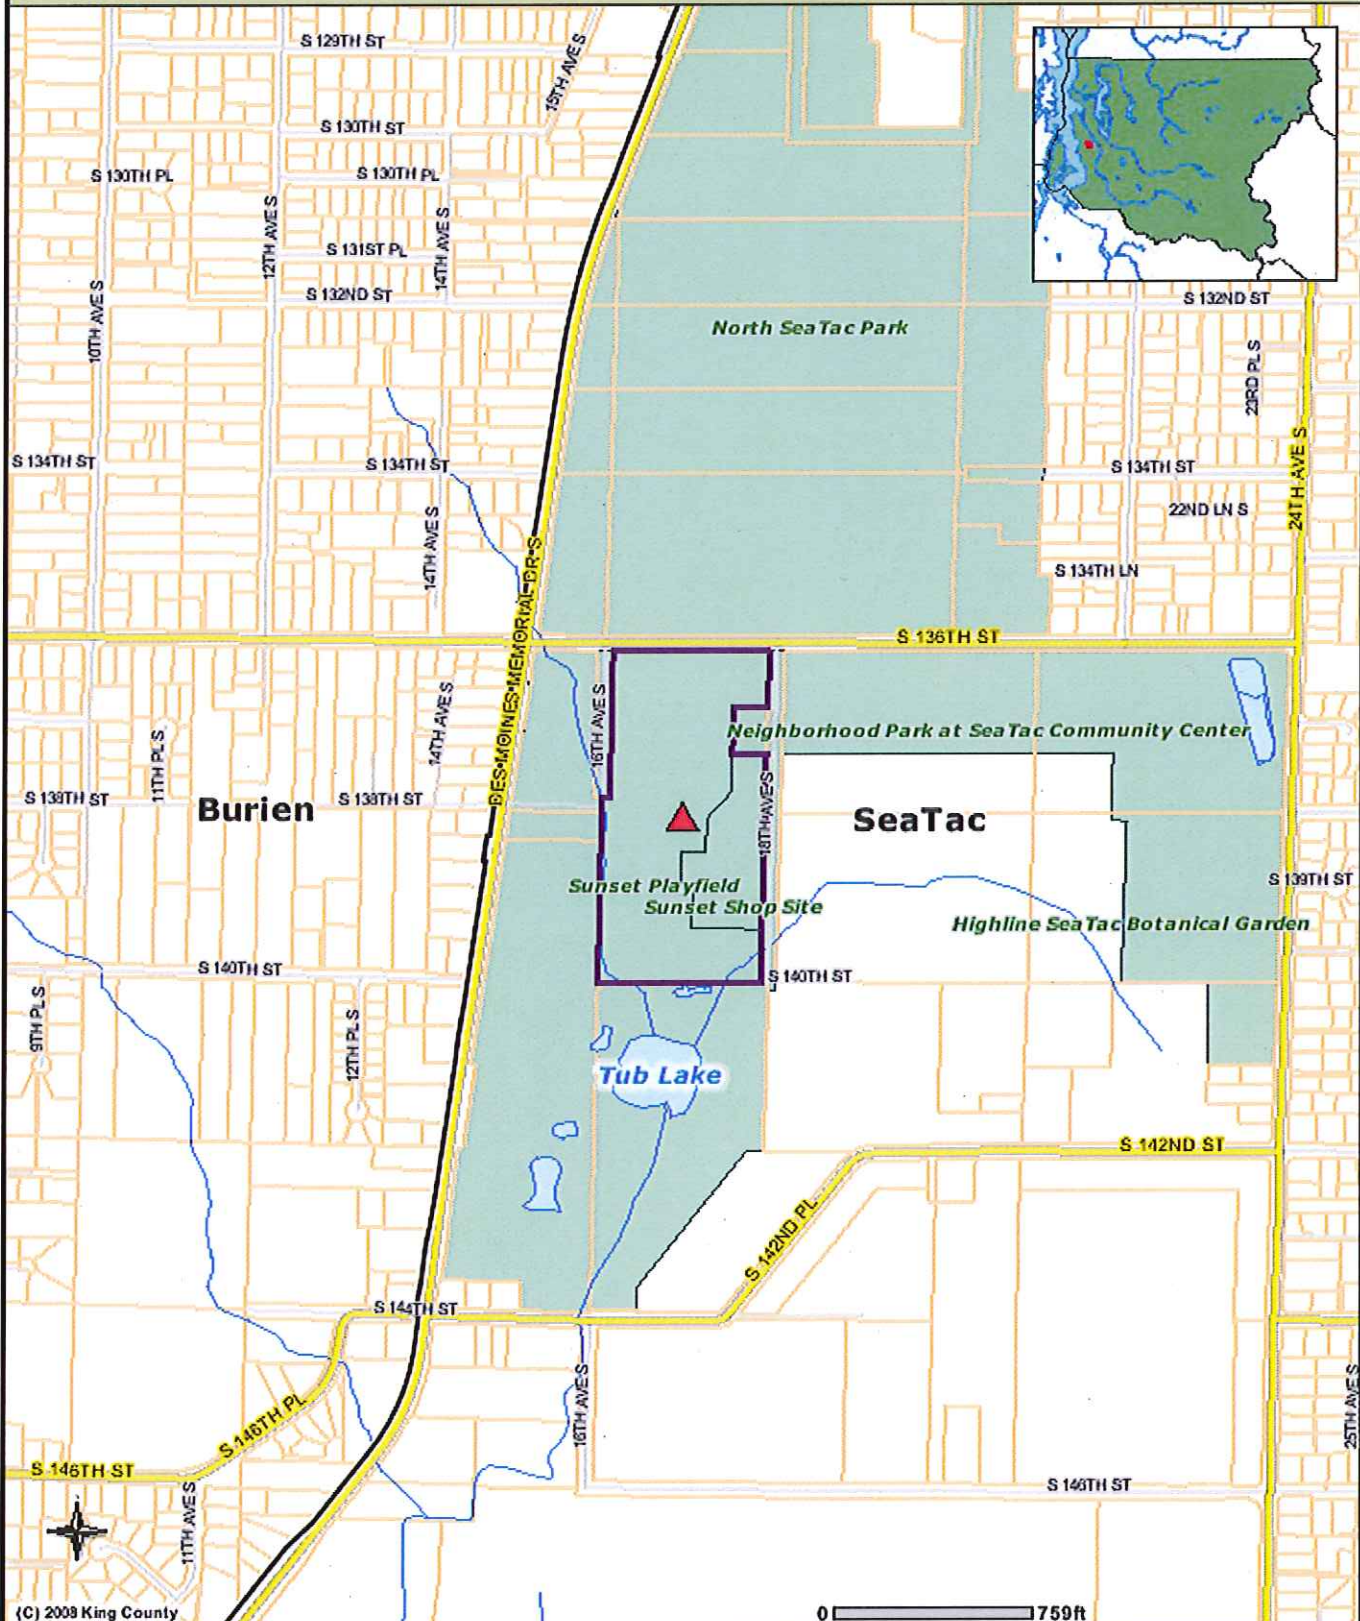 S 129TH ST
15TH AVE S
S 130TH ST
S 130TH PL
S 130TH PL
12TH AVE S
14TH AVE S
S 131ST PL
10TH AVE S
S 132ND ST
S 132ND ST
North SeaTac Park
23RD PL S
S 134TH ST
S 134TH ST
S 134TH ST
24TH AVE S
22ND LN S
14TH AVE S
S 134TH LN
DES MOINES MEMORIAL DR S
S 136TH ST
14TH AVE S
16TH AVE S
11TH PL S
Neighborhood Park at SeaTac Community Center
S 138TH ST
Burien
S 138TH ST
18TH AVE S
SeaTac
Sunset Playfield
S 139TH ST
Sunset Shop Site
Highline SeaTac Botanical Garden
S 140TH ST
S 140TH ST
9TH PL S
12TH PL S
Tub Lake
S 142ND ST
S 142ND PL
S 144TH ST
16TH AVE S
25TH AVE S
S 146TH PL
S 146TH ST
S 146TH ST
11TH AVE S
(C) 2008 King County
0 759ft